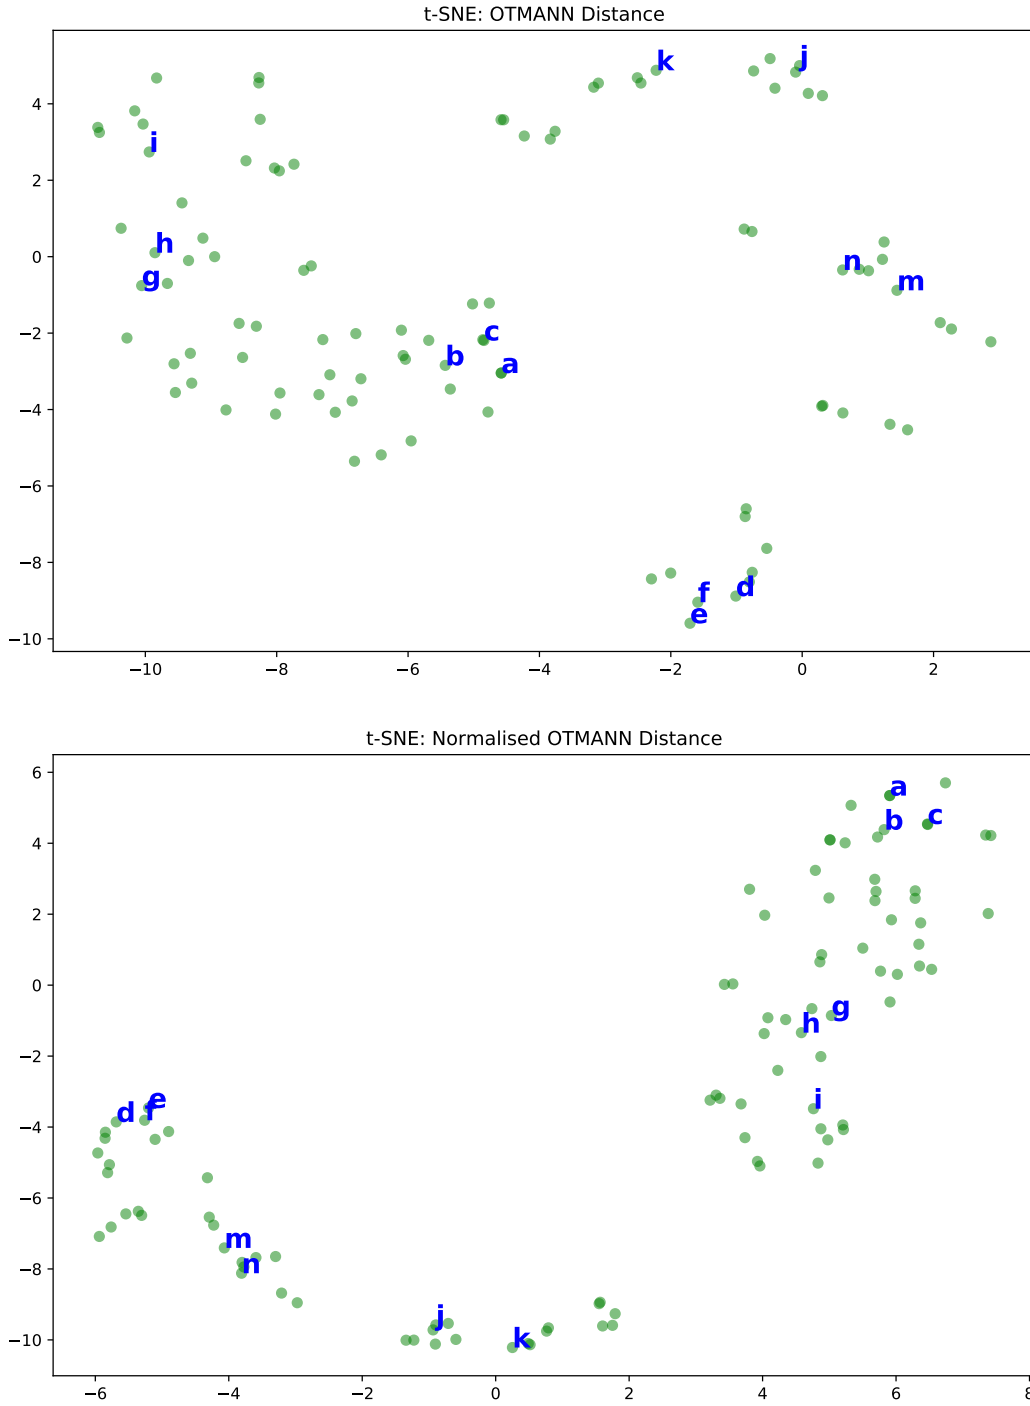 t-SNE: OTMANN Distance
4
2
0
−2
−4
−6
−8
−10
k
j
i
h
g
n
m
c
b
a
f
d
e
−10 −8 −6 −4 −2 0 2
t-SNE: Normalised OTMANN Distance
6
4
2
0
−2
−4
−6
−8
−10
a
b
c
g
h
i
e
d
f
m
n
j
k
−6 −4 −2 0 2 4 6 8